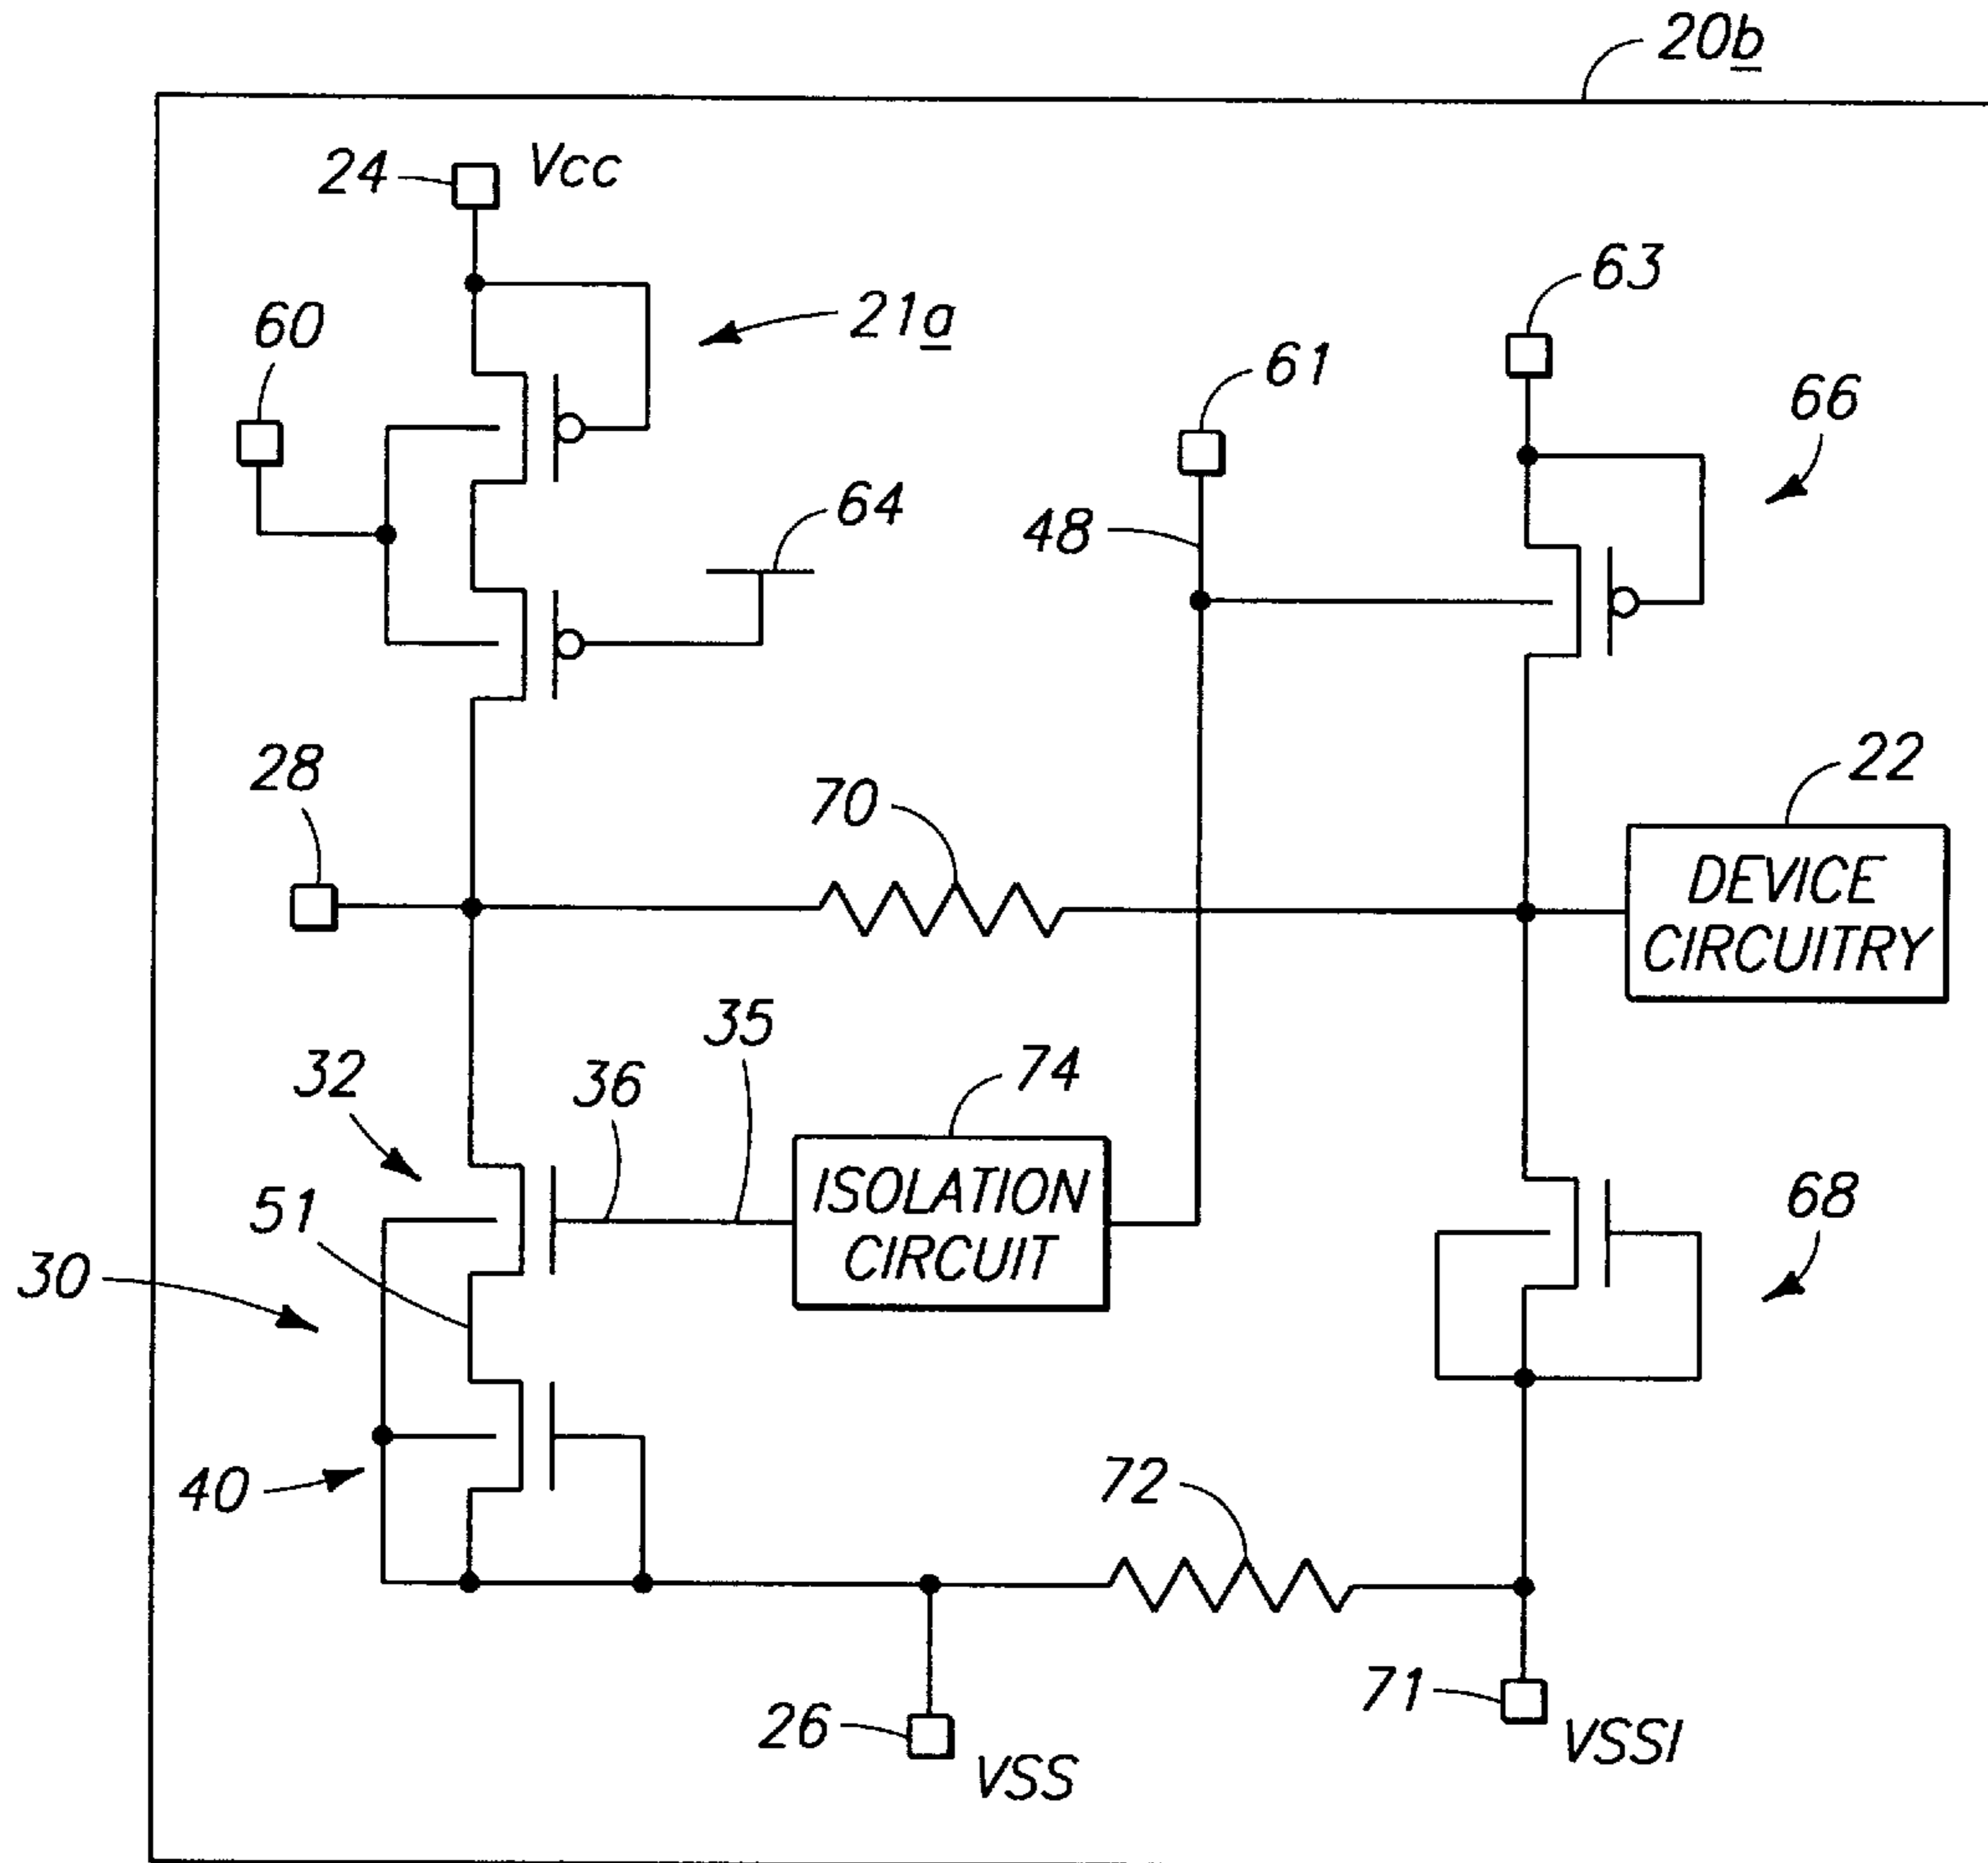 20b
24
Vcc
63
60
21a
61
66
64
48
28
70
22
DEVICE
CIRCUITRY
35
32
36
74
51
ISOLATION
CIRCUIT
68
30
72
40
71
26
VSSI
VSS